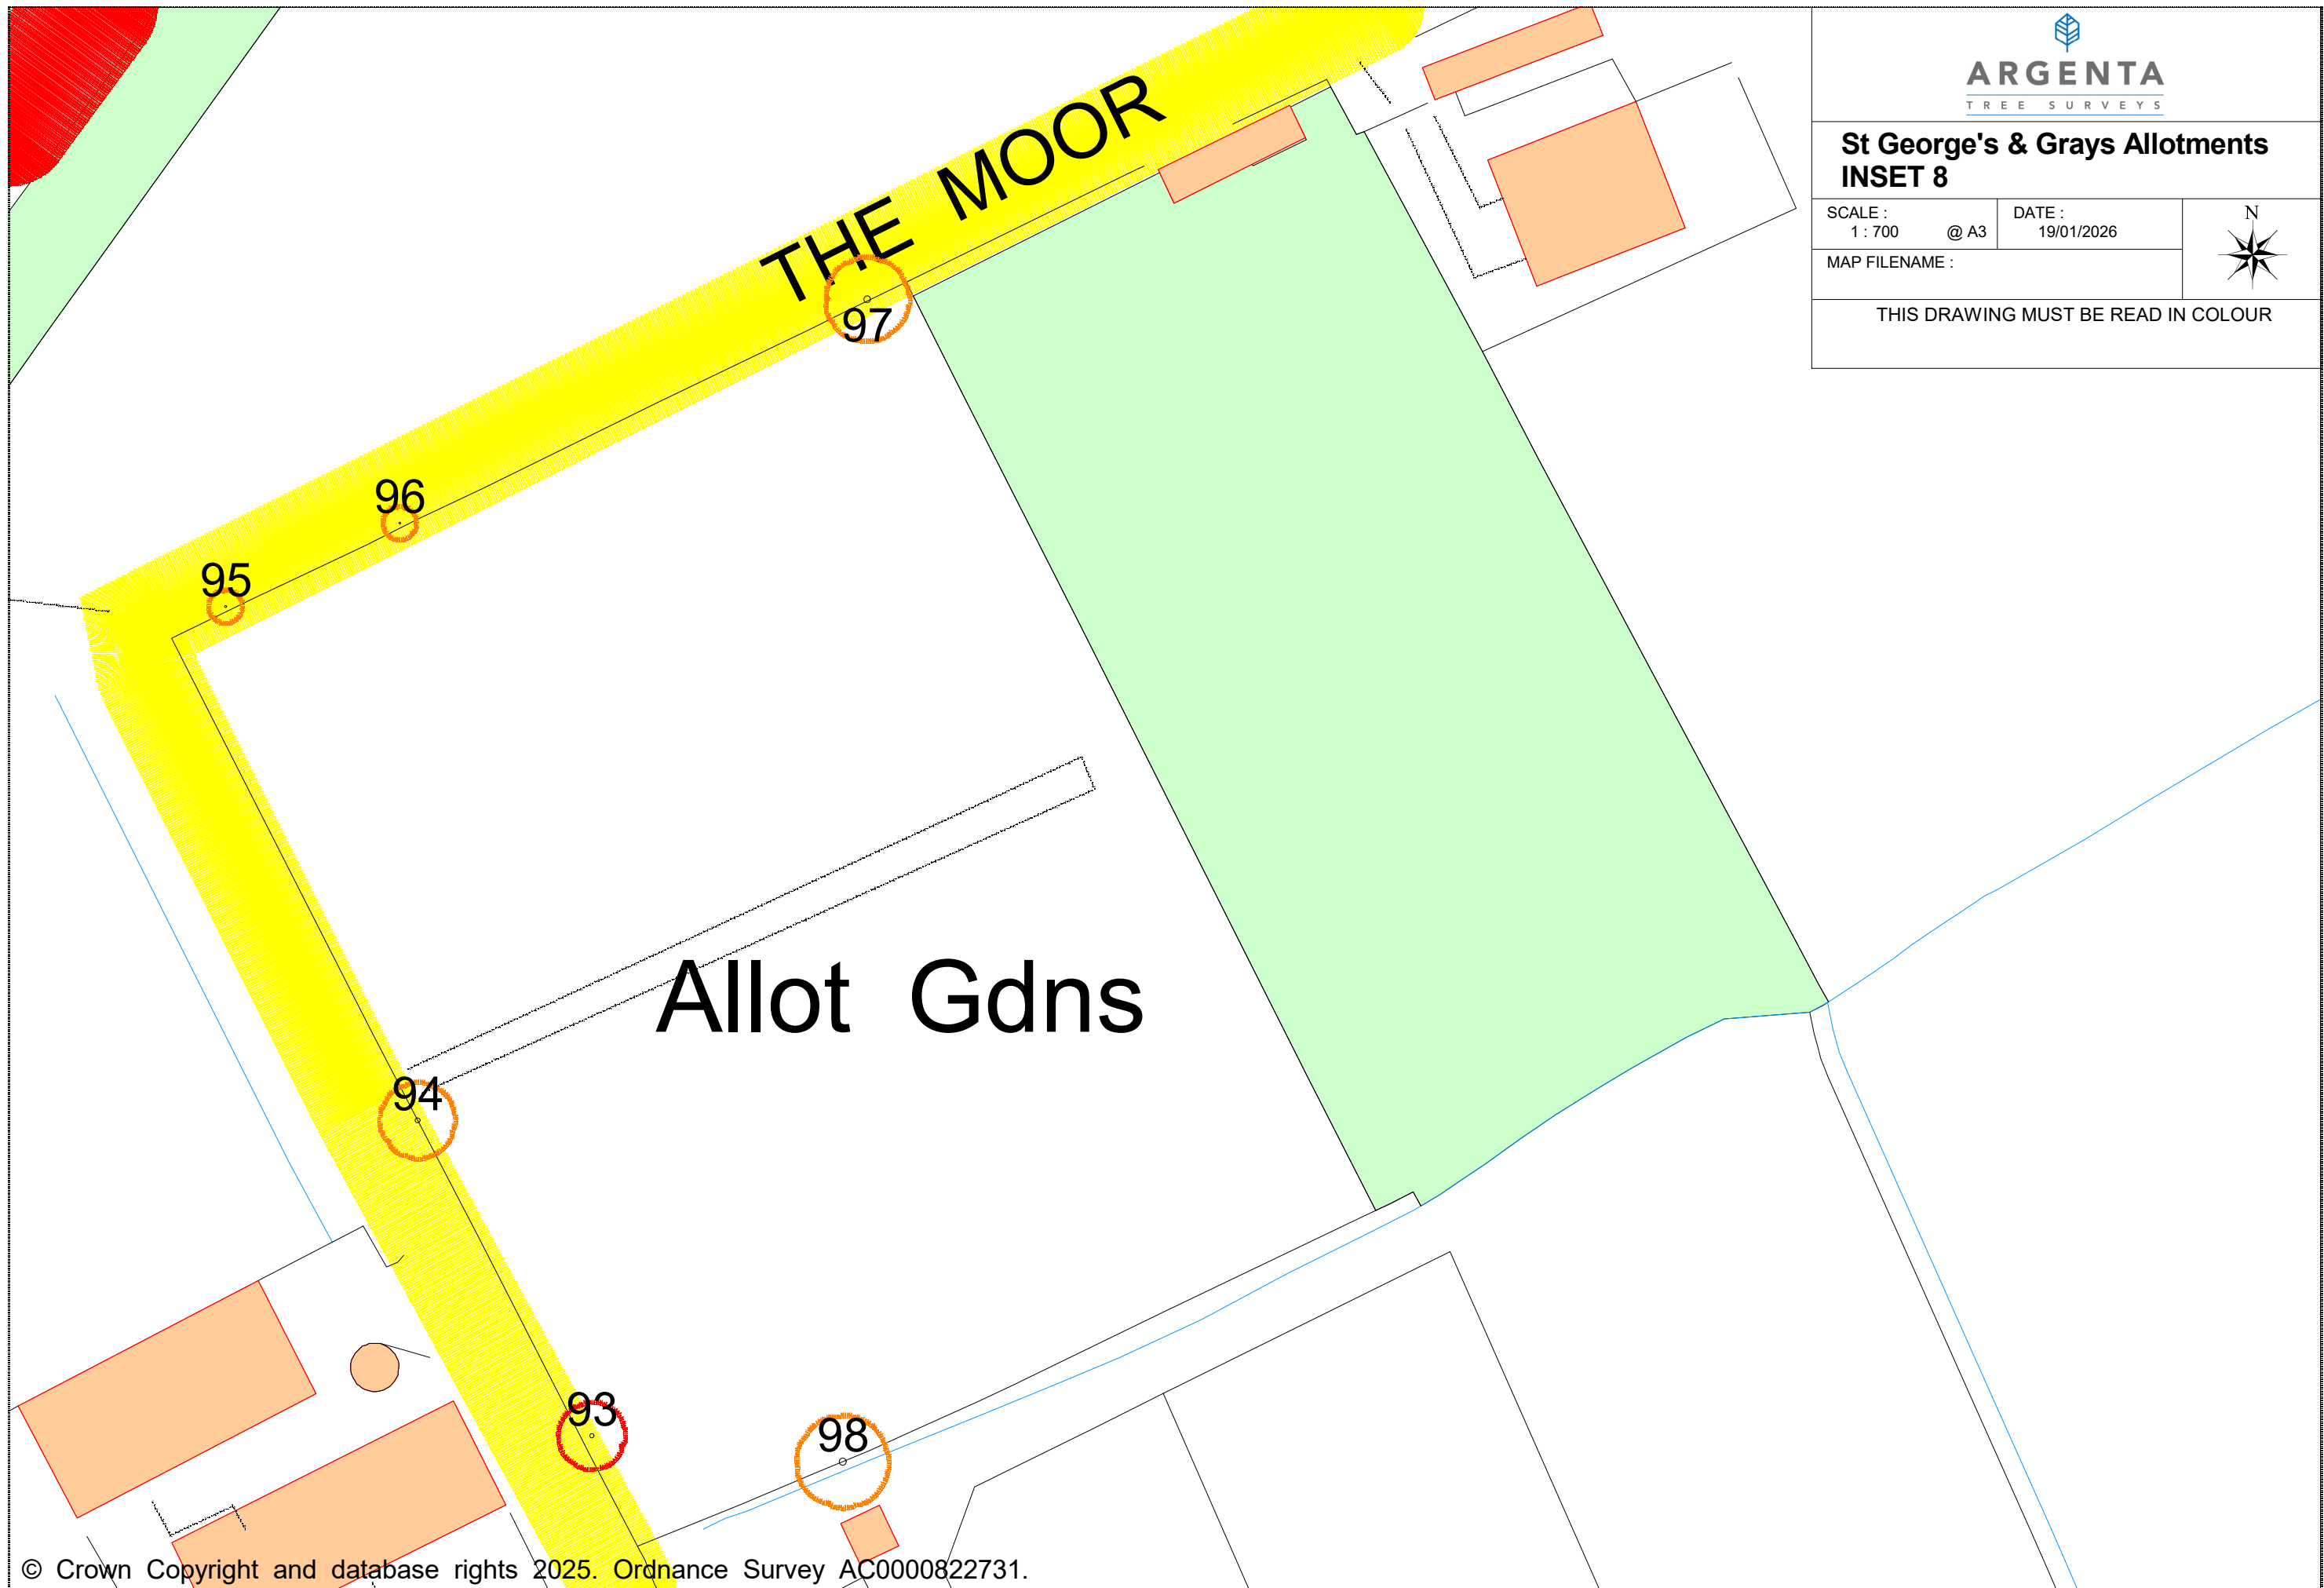 ARGENTA
TREE SURVEYS
St George's & Grays Allotments
INSET 8
SCALE :
1 : 700 @ A3
DATE :
19/01/2026
N
MAP FILENAME :
THIS DRAWING MUST BE READ IN COLOUR
THE MOOR
97
96
95
Allot Gdns
94
93
98
© Crown Copyright and database rights 2025. Ordnance Survey AC0000822731.